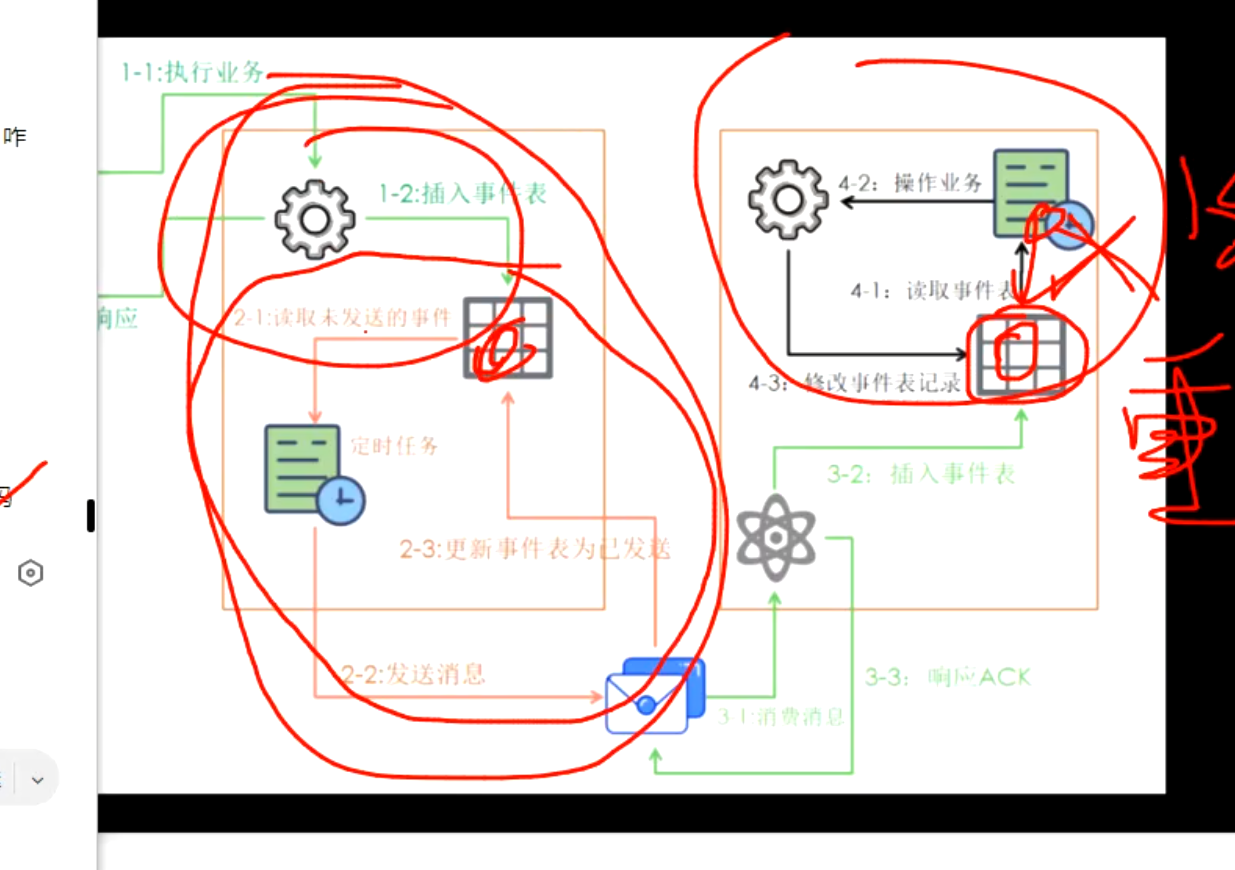 咋
1-1:执行业务
1-2:插入事件表
响应
2-1:读取未发送的事件
定时任务
2-3:更新事件表为已发送
2-2:发送消息
4-2：操作业务
4-1：读取事件表
4-3：修改事件表记录
3-2：插入事件表
3-3：响应ACK
3-1:消费消息